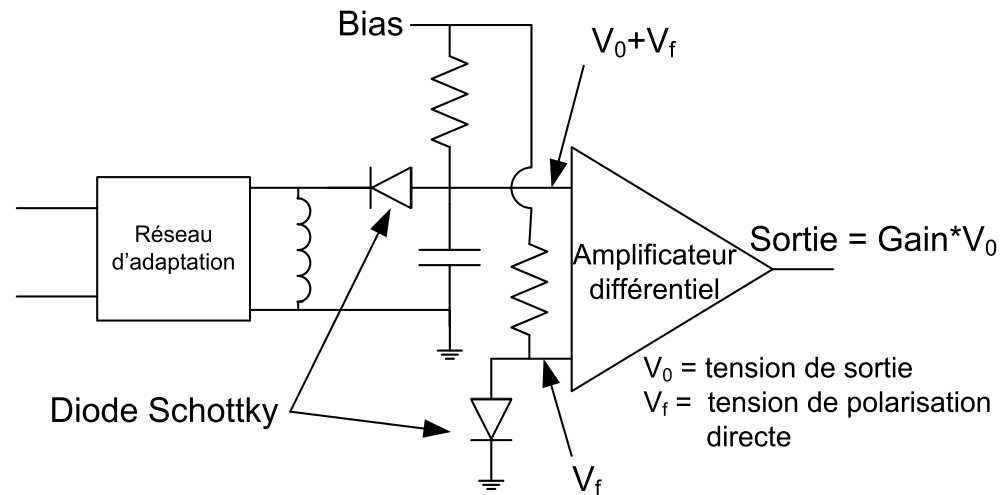 Bias
V₀+Vf
Réseau
d'adaptation
Amplificateur
différentiel
Sortie = Gain*V₀
V₀ = tension de sortie
Vf = tension de polarisation
directe
Diode Schottky
Vf